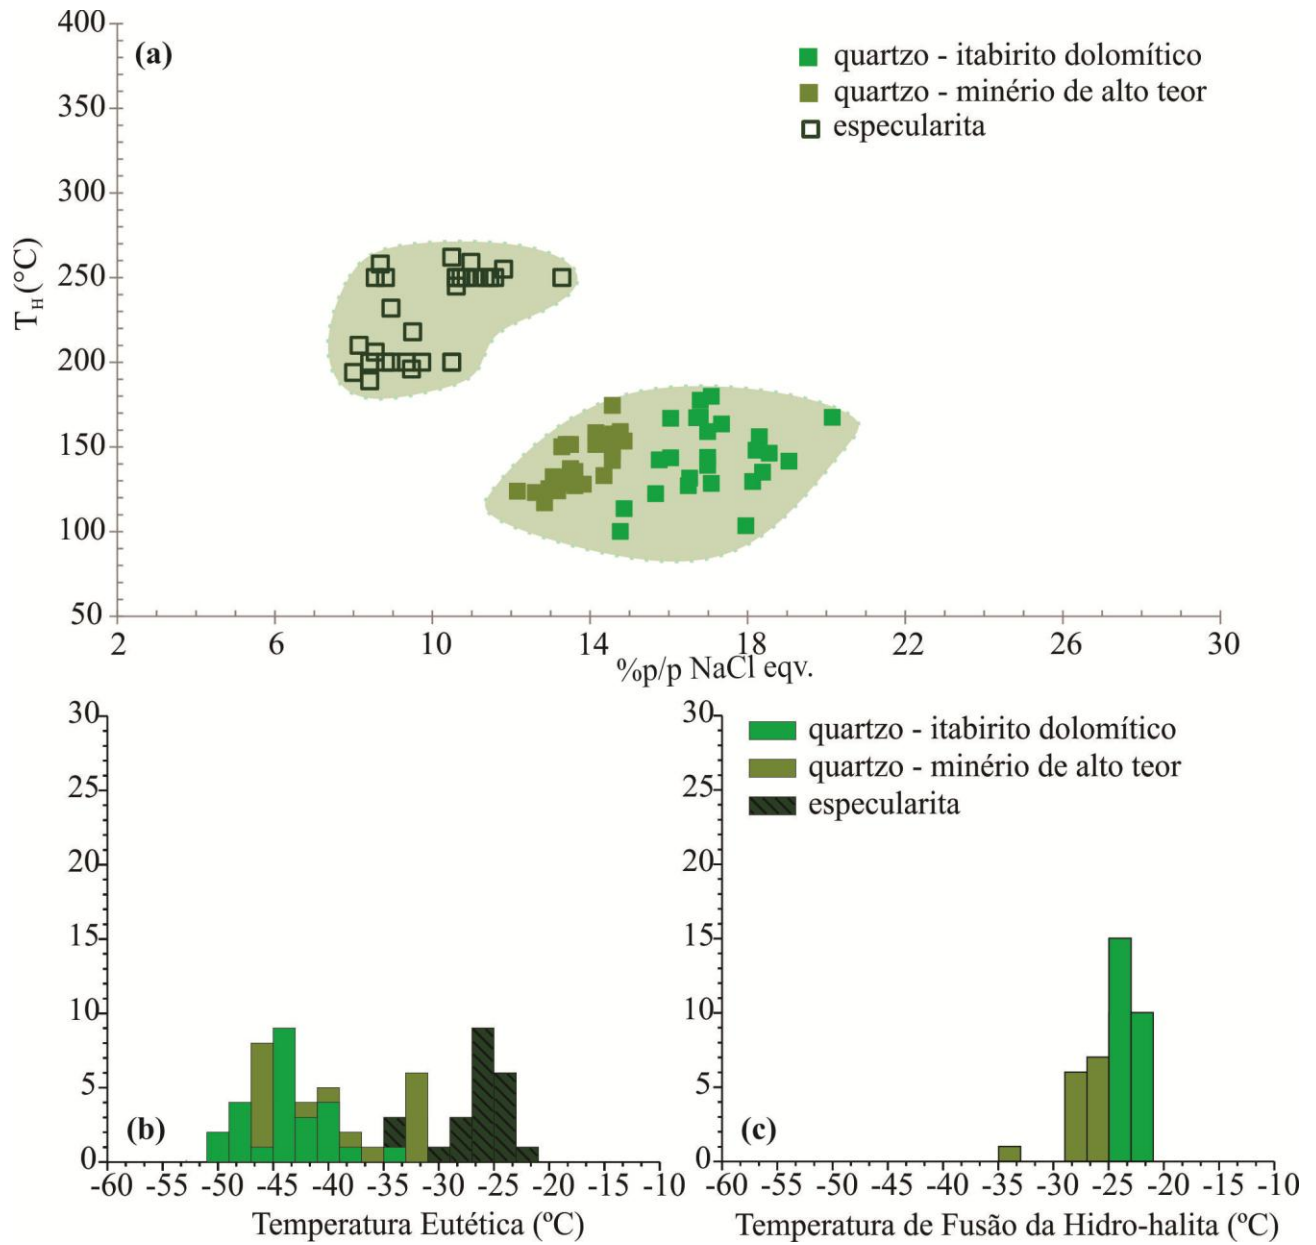 (a)
quartzo - itabirito dolomítico
quartzo - minério de alto teor
especularita
T_H (°C)
400
350
300
250
200
150
100
50
2 6 10 14 18 22 26 30
%p/p NaCl eqv.
30
25
20
15
10
5
0
(b)
-60 -55 -50 -45 -40 -35 -30 -25 -20 -15 -10
Temperatura Eutética (ºC)
quartzo - itabirito dolomítico
quartzo - minério de alto teor
especularita
30
25
20
15
10
5
0
(c)
-60 -55 -50 -45 -40 -35 -30 -25 -20 -15 -10
Temperatura de Fusão da Hidro-halita (ºC)